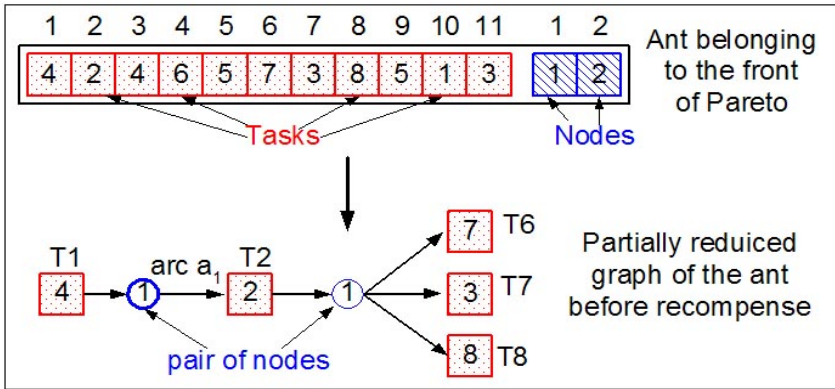 1 2 3 4 5 6 7 8 9 10 11 1 2
4 2 4 6 5 7 3 8 5 1 3 1 2
Ant belonging
to the front
of Pareto
Tasks
Nodes
T1
arc a1
T2
4 1 2 1
7 T6
3 T7
8 T8
pair of nodes
Partially reduiced
graph of the ant
before recompense